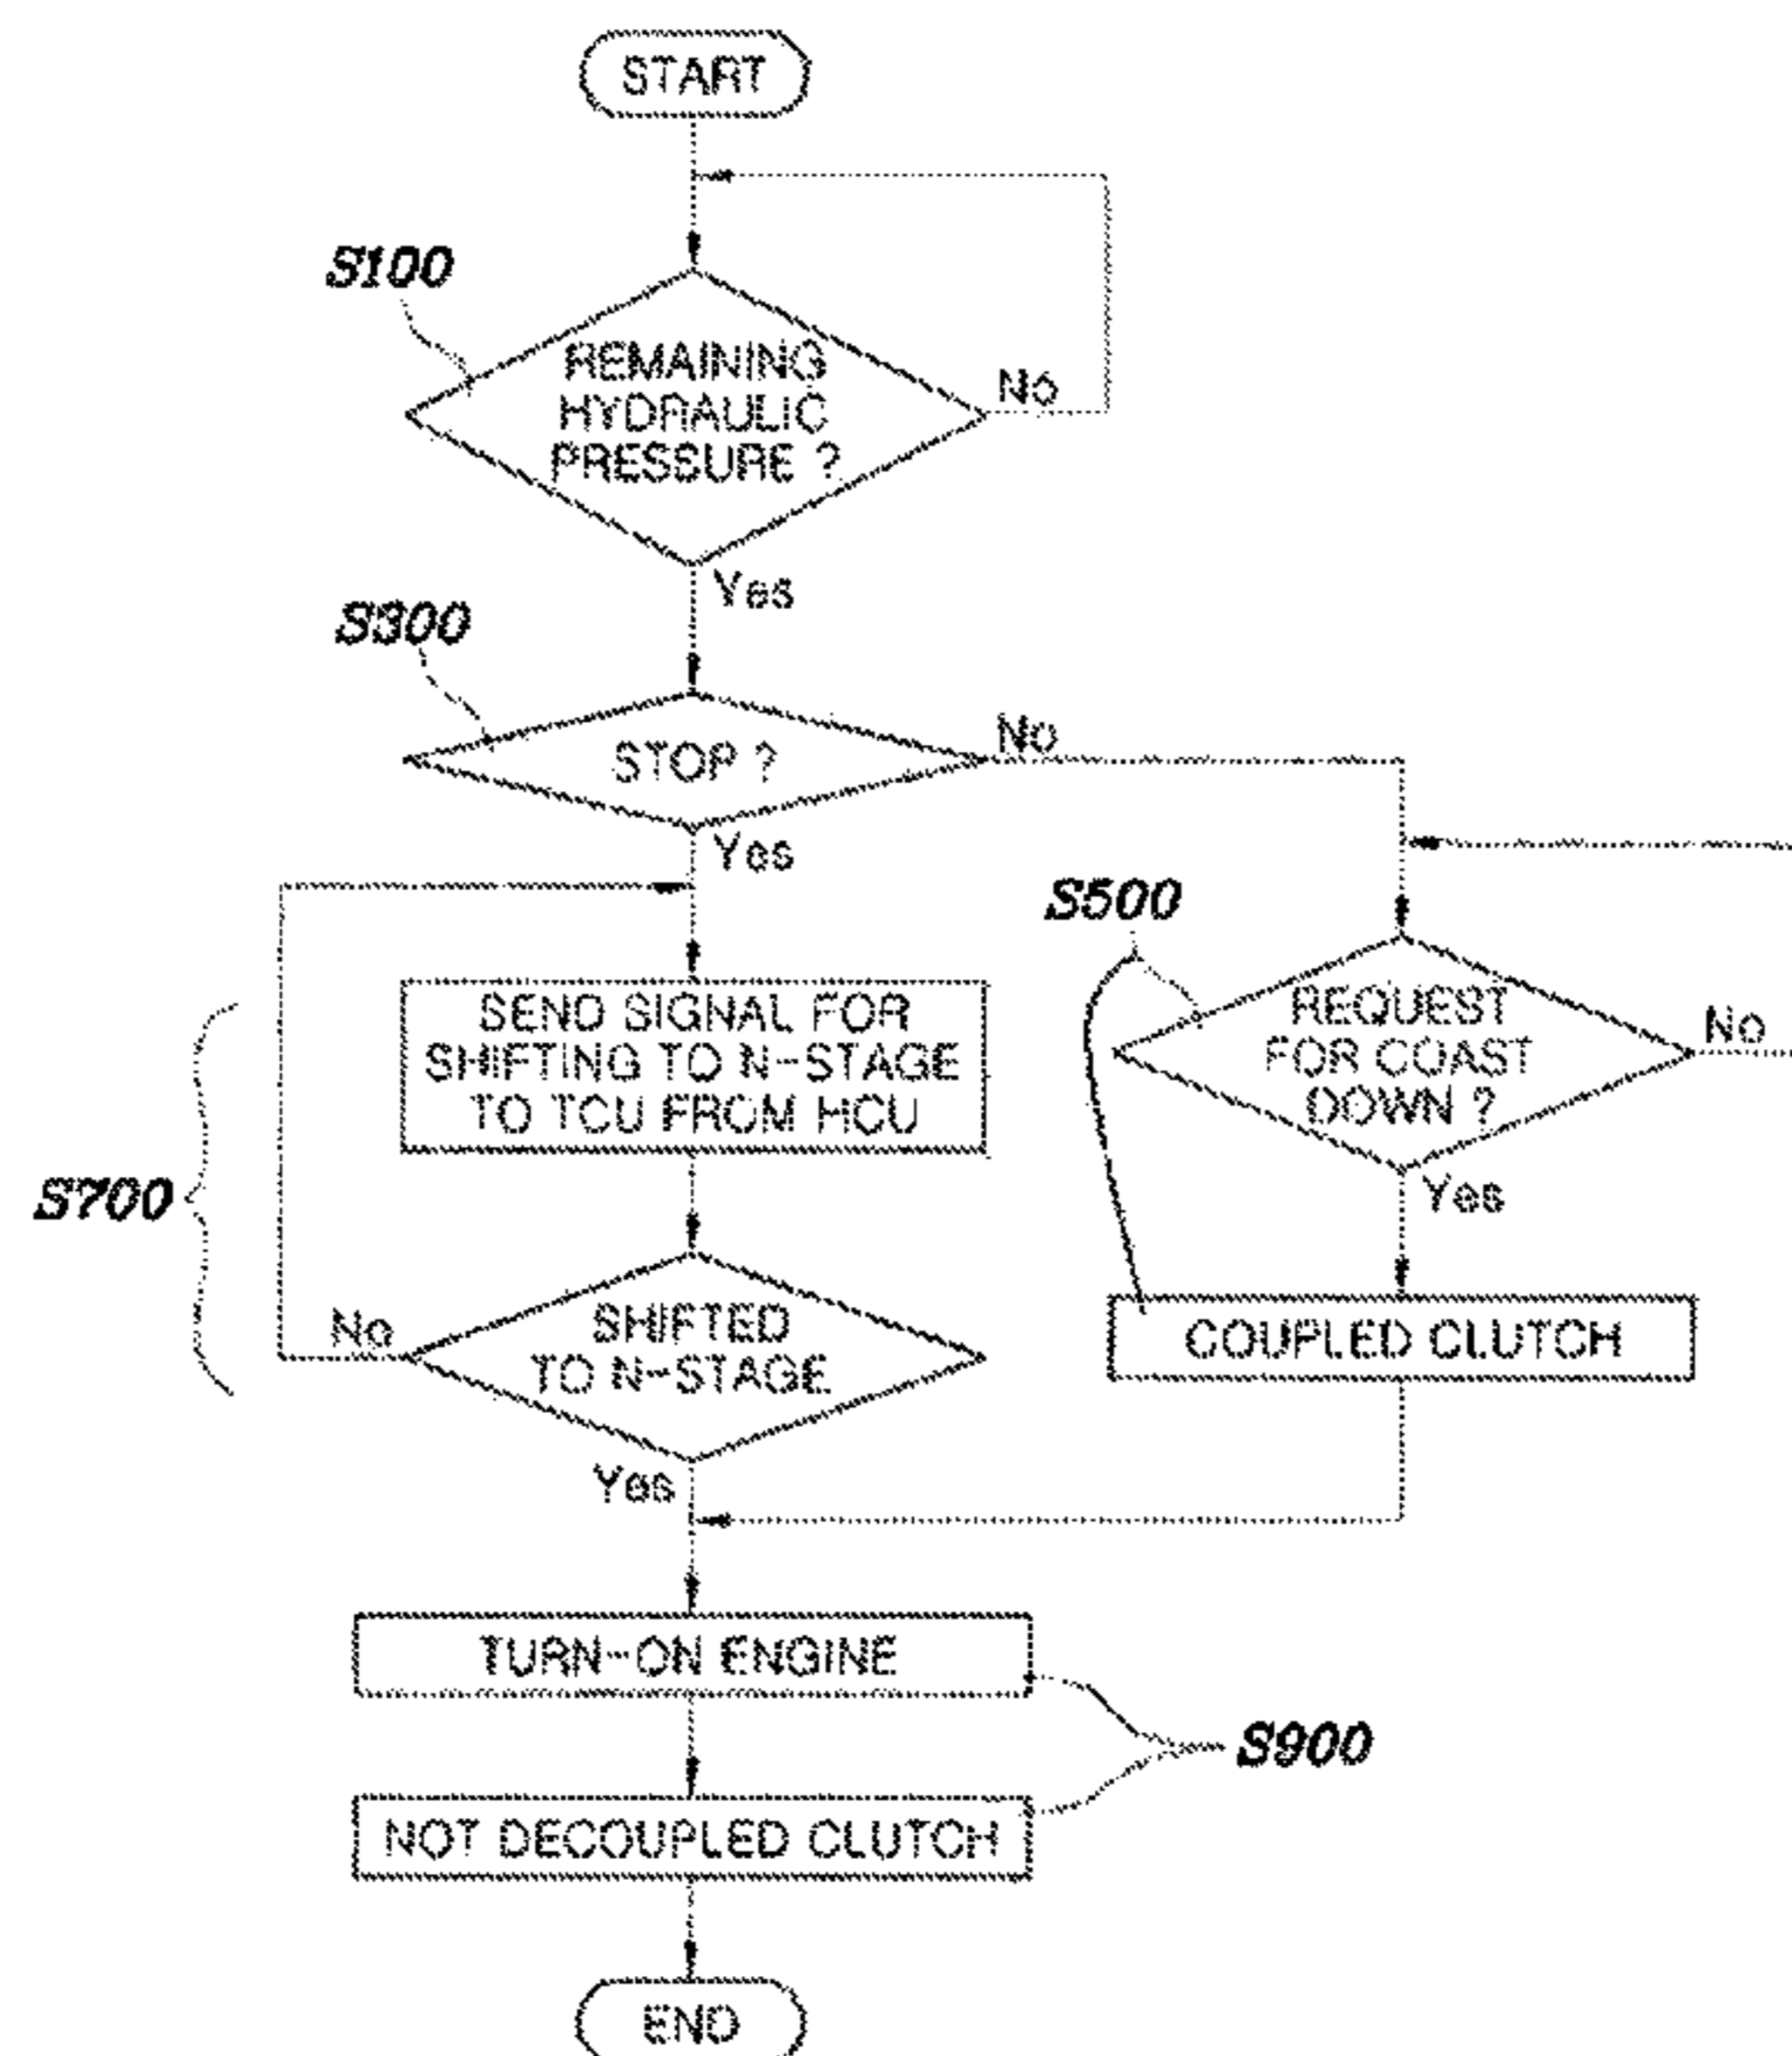 START
S100
REMAINING
HYDRAULIC
PRESSURE ?
No
Yes
S300
STOP ?
No
Yes
S500
REQUEST
FOR COAST
DOWN ?
No
Yes
SEND SIGNAL FOR
SHIFTING TO N-STAGE
TO TCU FROM HCU
S700
SHIFTED
TO N-STAGE
No
Yes
COUPLED CLUTCH
TURN-ON ENGINE
S900
NOT DECOUPLED CLUTCH
END